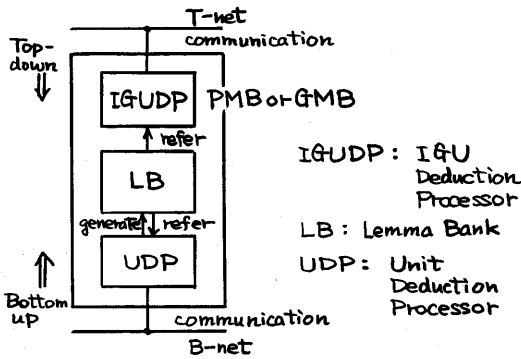 T-net
communication
Top-
down
IGUDP
PMB or GMB
refer
LB
generate
refer
UDP
Bottom
up
communication
B-net
IGUDP : IGU
Deduction
Processor
LB : Lemma Bank
UDP : Unit
Deduction
Processor